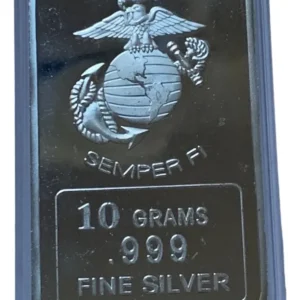 SEMPER FI
10 GRAMS
.999
FINE SILVER